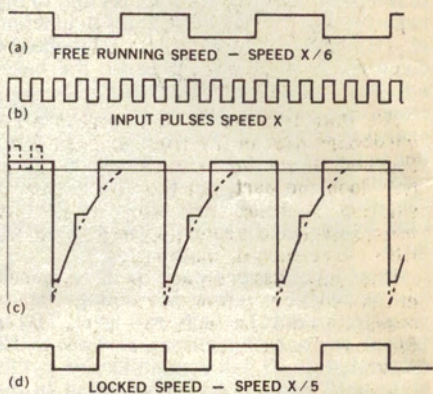 (a) FREE RUNNING SPEED – SPEED X/6
(b) INPUT PULSES SPEED X
(c)
(d) LOCKED SPEED – SPEED X/5